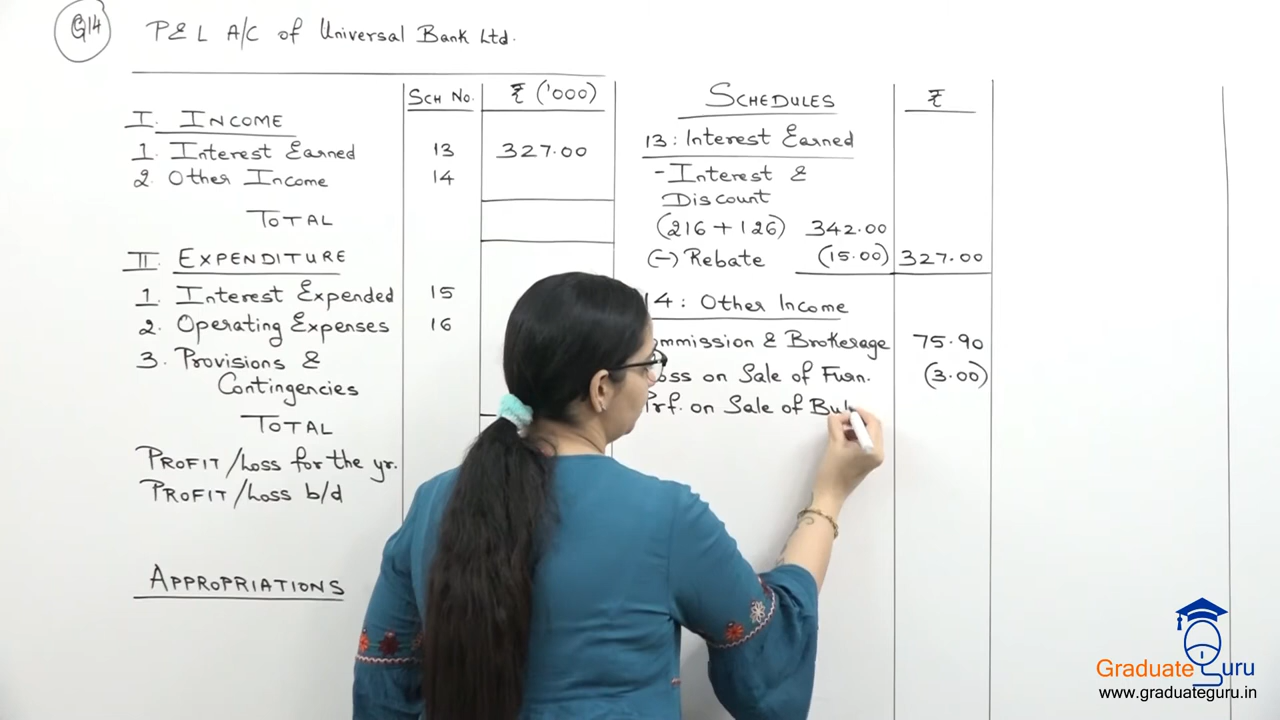 Q14
P & L A/C of Universal Bank Ltd.
SCH NO.
₹ ('000)
I. INCOME
1. Interest Earned 13 327.00
2. Other Income 14
TOTAL
II EXPENDITURE
1. Interest Expended 15
2. Operating Expenses 16
3. Provisions &
Contingencies
TOTAL
PROFIT/Loss for the yr.
PROFIT/Loss b/d
APPROPRIATIONS
SCHEDULES ₹
13: Interest Earned
- Interest &
Discount
(216 + 126) 342.00
(-) Rebate (15.00) 327.00
14: Other Income
ommission & Brokerage 75.90
oss on Sale of Furn. (3.00)
Prf. on Sale of Bu
Graduate Guru
www.graduateguru.in